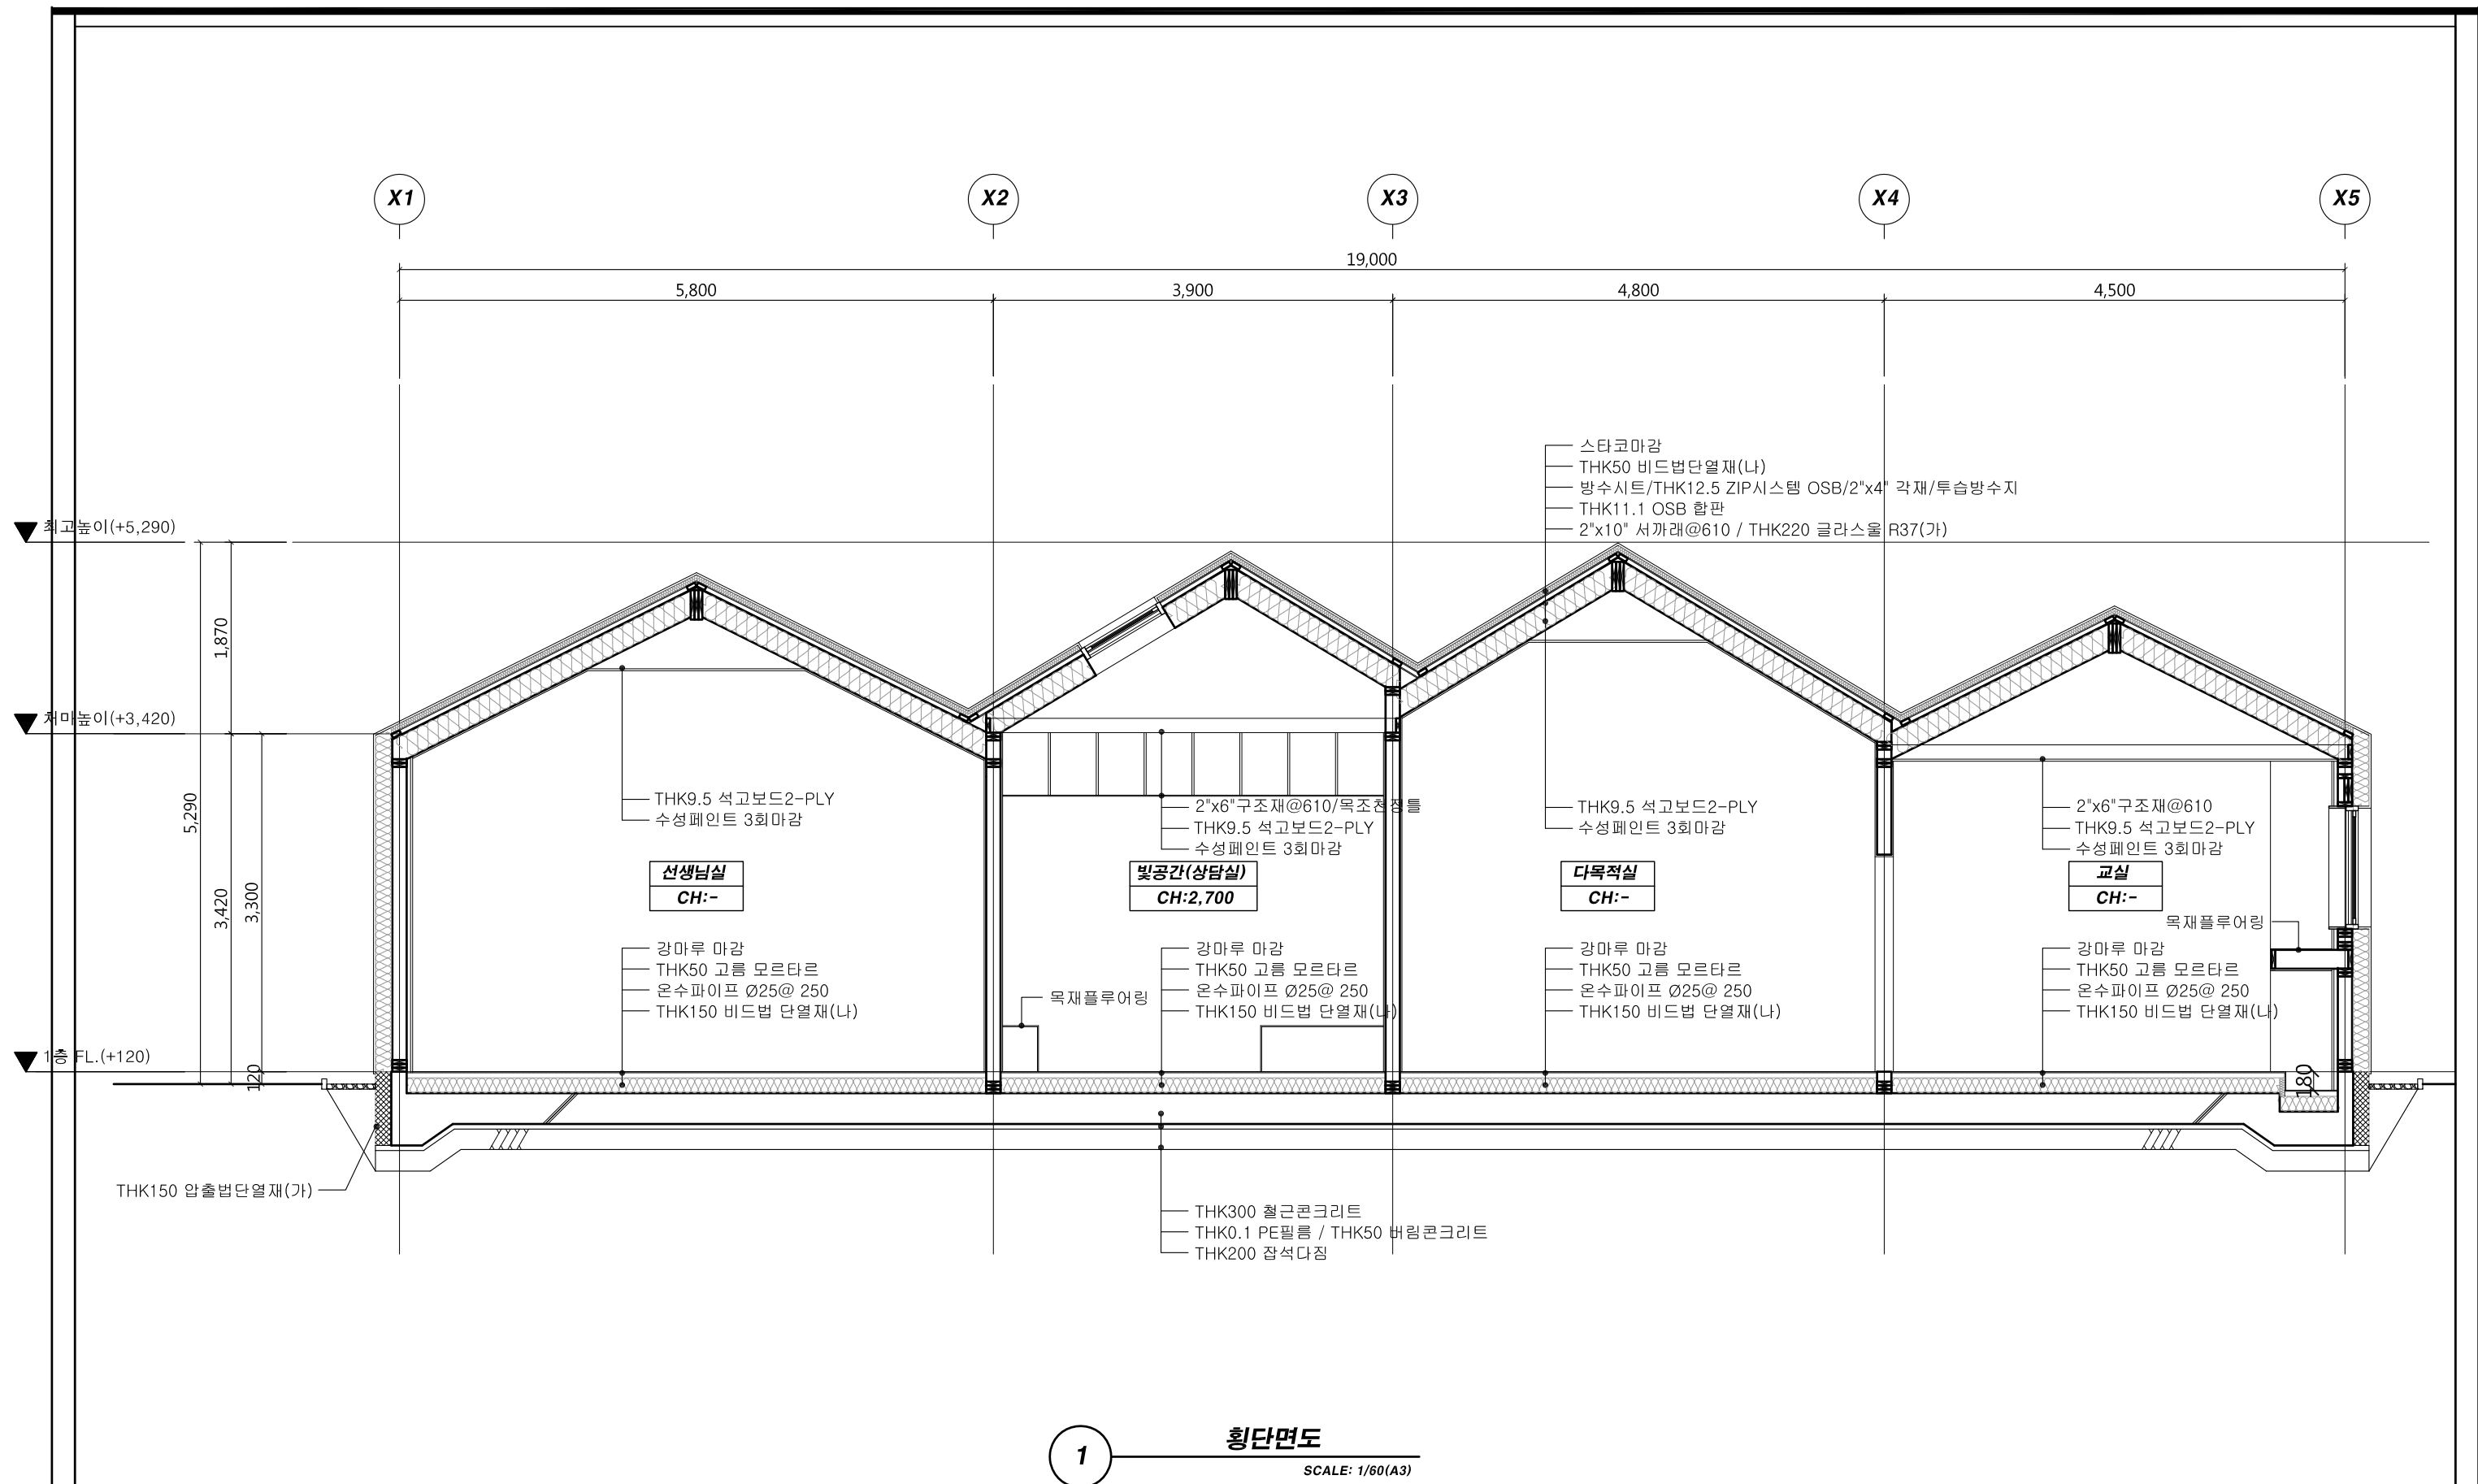 X1
X2
X3
X4
X5
19,000
5,800
3,900
4,800
4,500
스타코마감
THK50 비드법단열재(나)
방수시트/THK12.5 ZIP시스템 OSB/2"x4" 각재/투습방수지
THK11.1 OSB 합판
2"x10" 서까래@610 / THK220 글라스울 R37(가)
최고높이(+5,290)
처마높이(+3,420)
1층 FL.(+120)
5,290
1,870
3,420
3,300
120
THK9.5 석고보드2-PLY
수성페인트 3회마감
2"x6"구조재@610/목조천정틀
THK9.5 석고보드2-PLY
수성페인트 3회마감
THK9.5 석고보드2-PLY
수성페인트 3회마감
2"x6"구조재@610
THK9.5 석고보드2-PLY
수성페인트 3회마감
선생님실
CH:-
빛공간(상담실)
CH:2,700
다목적실
CH:-
교실
CH:-
목재플루어링
강마루 마감
THK50 고름 모르타르
온수파이프 Ø25@ 250
THK150 비드법 단열재(나)
목재플루어링
강마루 마감
THK50 고름 모르타르
온수파이프 Ø25@ 250
THK150 비드법 단열재(나)
강마루 마감
THK50 고름 모르타르
온수파이프 Ø25@ 250
THK150 비드법 단열재(나)
강마루 마감
THK50 고름 모르타르
온수파이프 Ø25@ 250
THK150 비드법 단열재(나)
180
THK150 압출법단열재(가)
THK300 철근콘크리트
THK0.1 PE필름 / THK50 버림콘크리트
THK200 잡석다짐
1
횡단면도
SCALE: 1/60(A3)